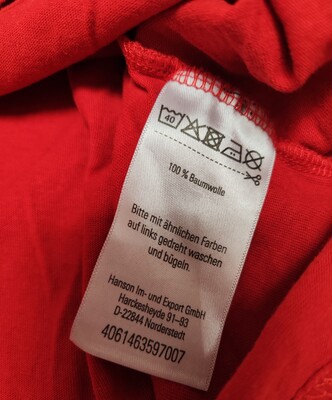 40
100 % Baumwolle
Bitte mit ähnlichen Farben
auf links gedreht waschen
und bügeln.
Hanson Im- und Export GmbH
Harckesheyde 91–93
D-22844 Norderstedt
4061463597007